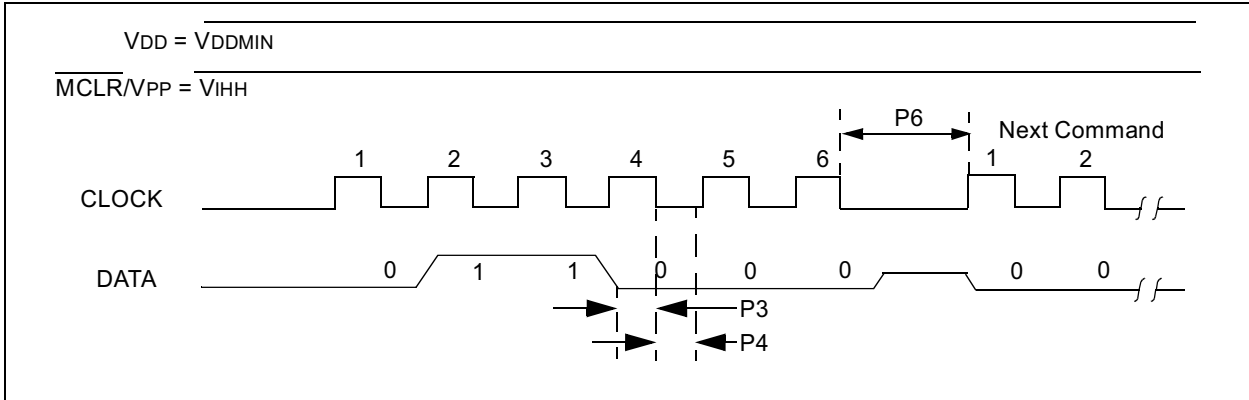 VDD = VDDMIN
MCLR/VPP = VIHH
P6
Next Command
1 2 3 4 5 6 1 2
CLOCK
DATA
0 1 1 0 0 0 0 0
P3
P4